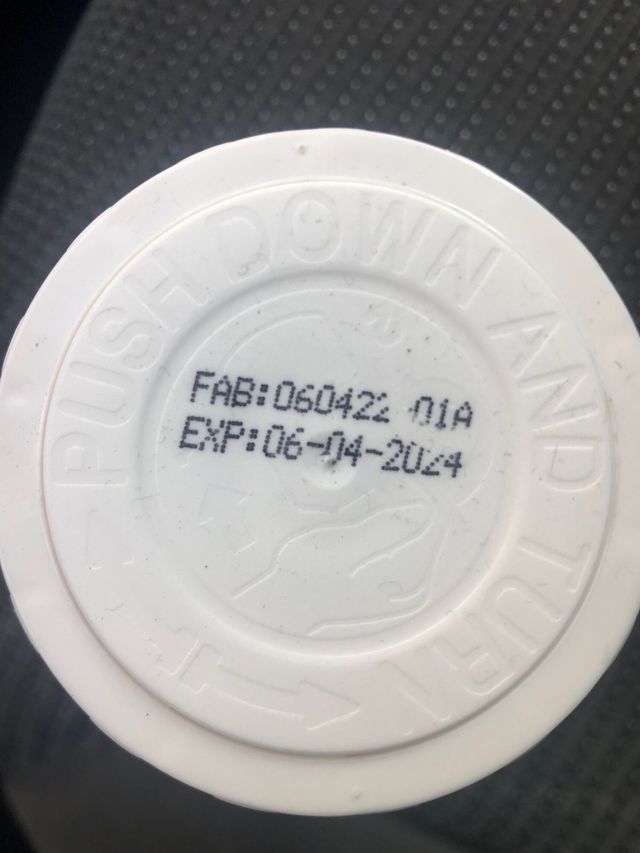 PUSH DOWN AND TURN
FAB:060422 01A
EXP:06-04-2024